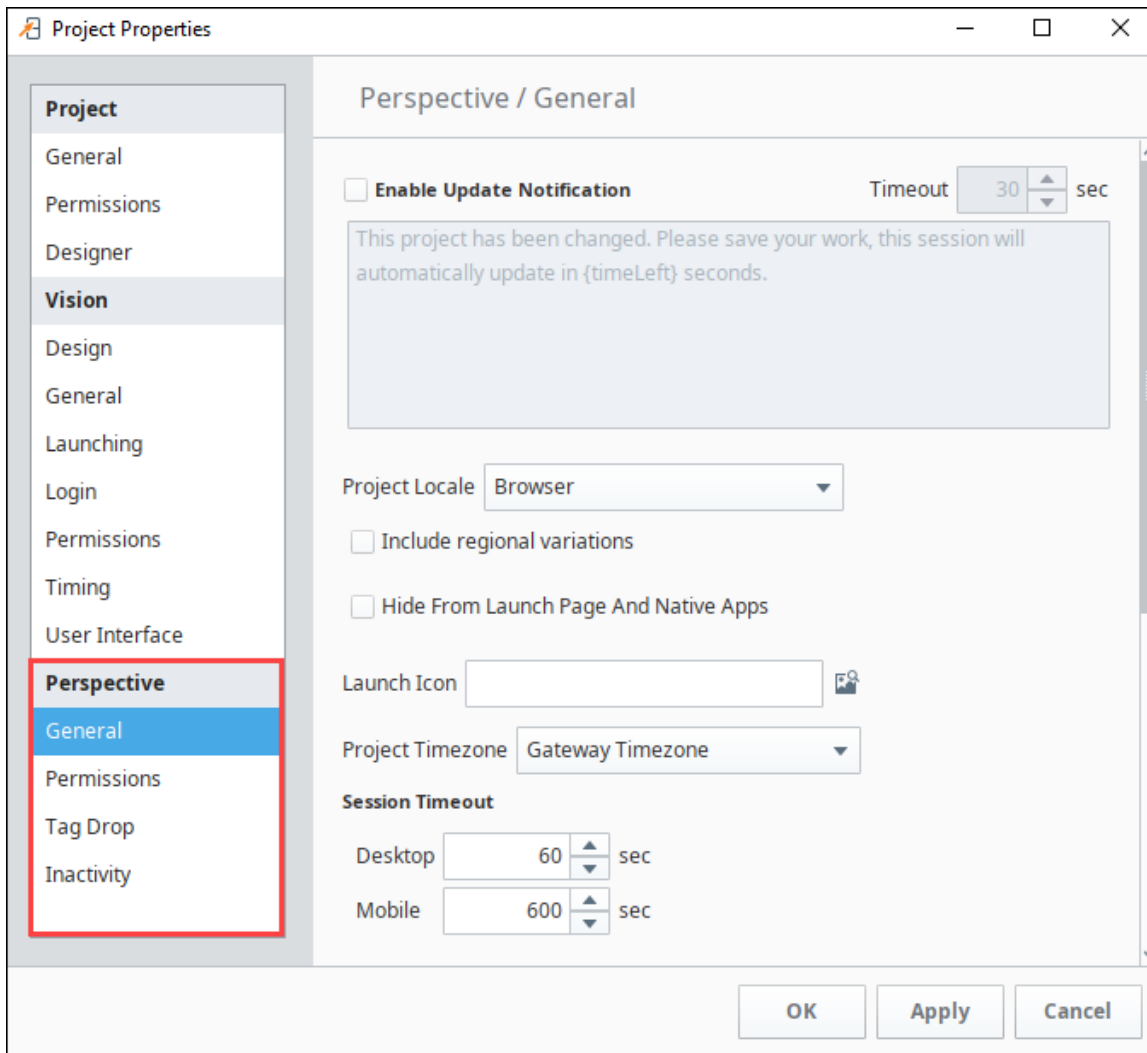 Project Properties
Project
General
Permissions
Designer
Vision
Design
General
Launching
Login
Permissions
Timing
User Interface
Perspective
General
Permissions
Tag Drop
Inactivity
Perspective / General
Enable Update Notification Timeout 30 sec
This project has been changed. Please save your work, this session will
automatically update in {timeLeft} seconds.
Project Locale Browser
Include regional variations
Hide From Launch Page And Native Apps
Launch Icon
Project Timezone Gateway Timezone
Session Timeout
Desktop 60 sec
Mobile 600 sec
OK Apply Cancel